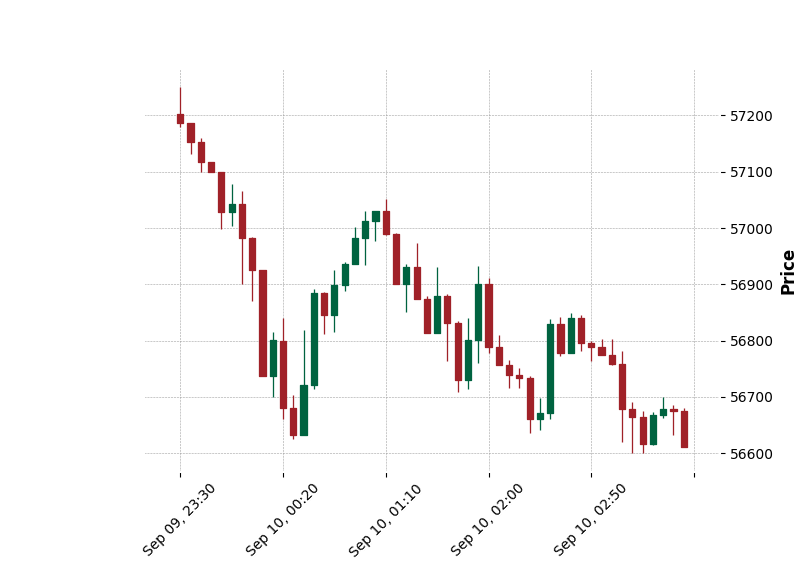 57200
57100
57000
56900
56800
56700
56600
Price
Sep 09, 23:30
Sep 10, 00:20
Sep 10, 01:10
Sep 10, 02:00
Sep 10, 02:50